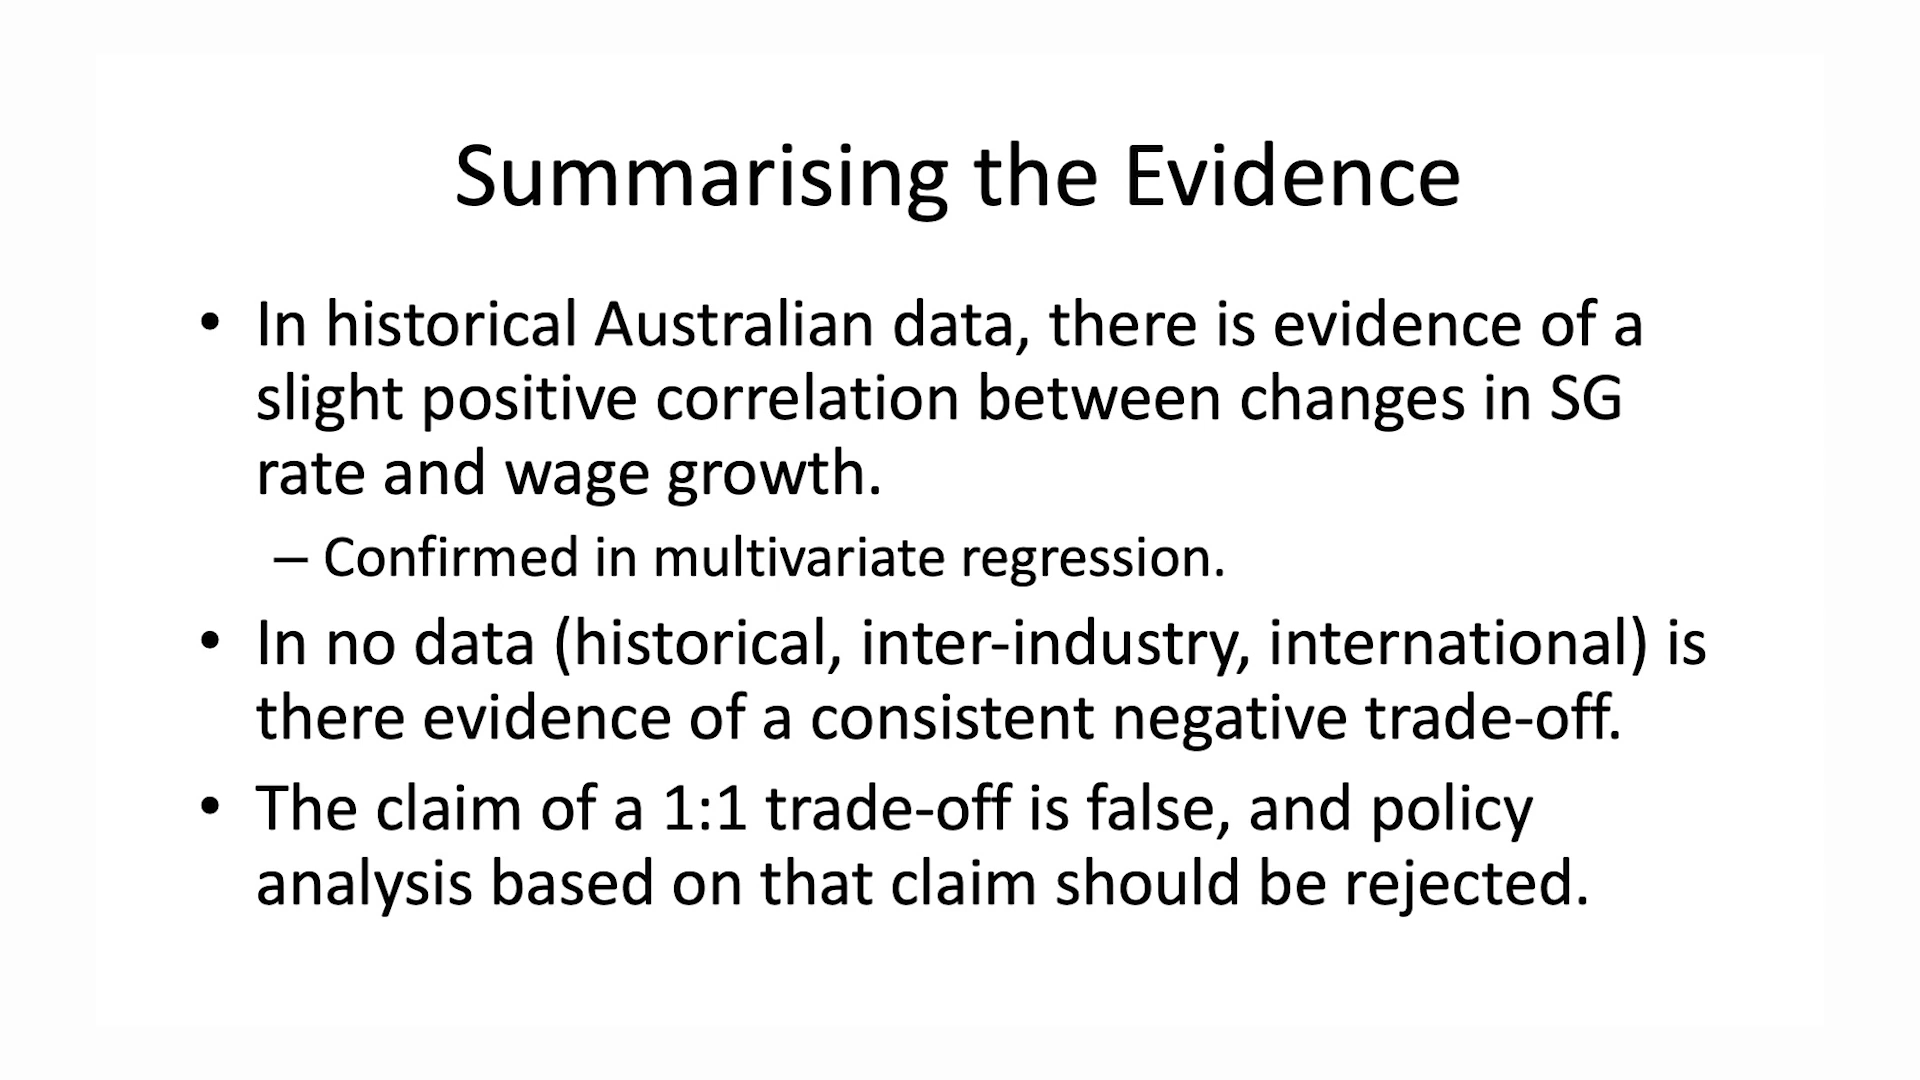 Summarising the Evidence
• In historical Australian data, there is evidence of a
slight positive correlation between changes in SG
rate and wage growth.
– Confirmed in multivariate regression.
• In no data (historical, inter-industry, international) is
there evidence of a consistent negative trade-off.
• The claim of a 1:1 trade-off is false, and policy
analysis based on that claim should be rejected.